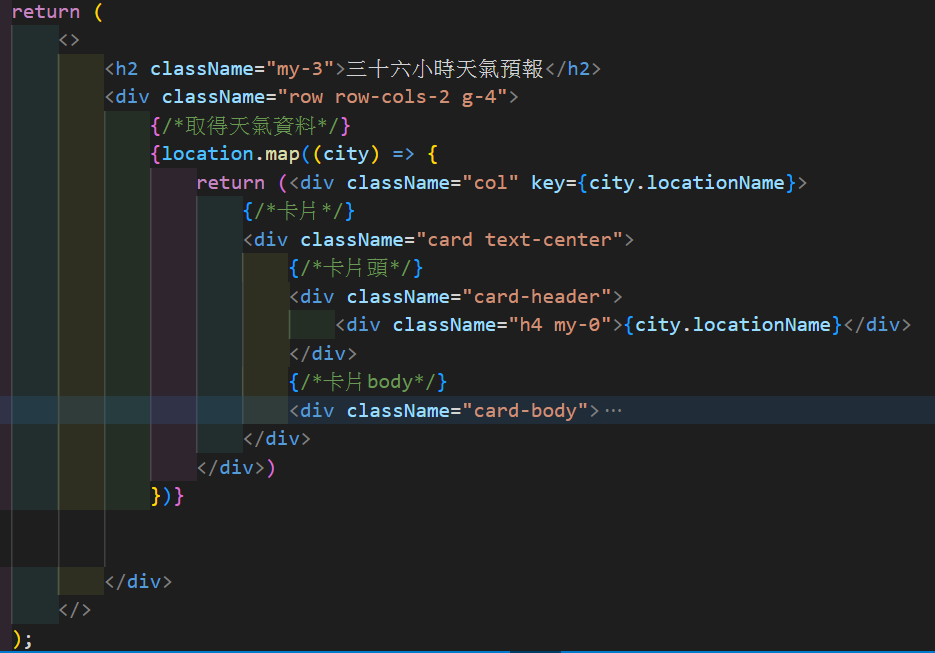 return (
<>
<h2 className="my-3">三十六小時天氣預報</h2>
<div className="row row-cols-2 g-4">
{/*取得天氣資料*/}
{location.map((city) => {
return (<div className="col" key={city.locationName}>
{/*卡片*/}
<div className="card text-center">
{/*卡片頭*/}
<div className="card-header">
<div className="h4 my-0">{city.locationName}</div>
</div>
{/*卡片body*/}
<div className="card-body">⋯
</div>
</div>)
})}
</div>
</>
);